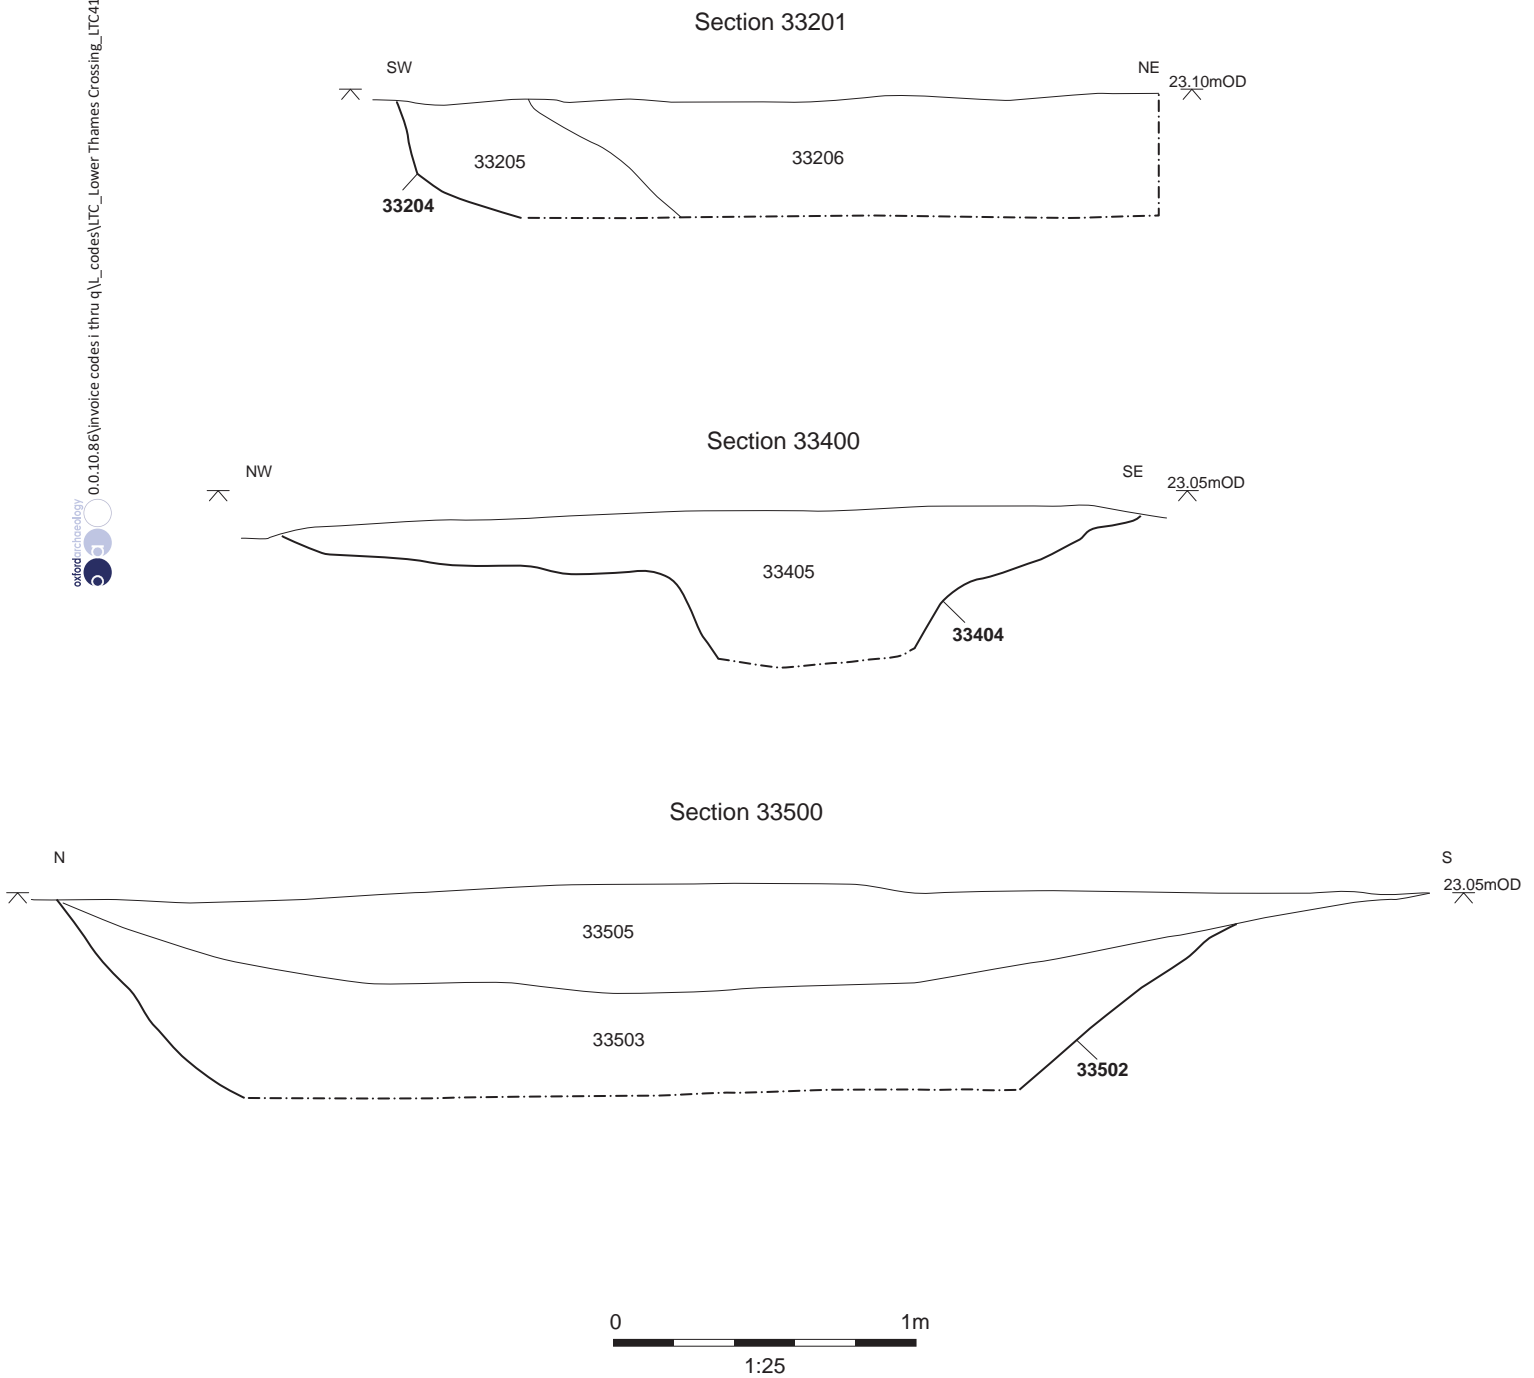 Section 33201
SW
NE
23.10mOD
33205
33206
33204
Section 33400
NW
SE
23.05mOD
33405
33404
Section 33500
N
S
23.05mOD
33505
33503
33502
0
1m
1:25
0.0.10.86\invoice codes i thru q\L_codes\LTC_Lower Thames Crossing_LTC41
oxfordarchaeology